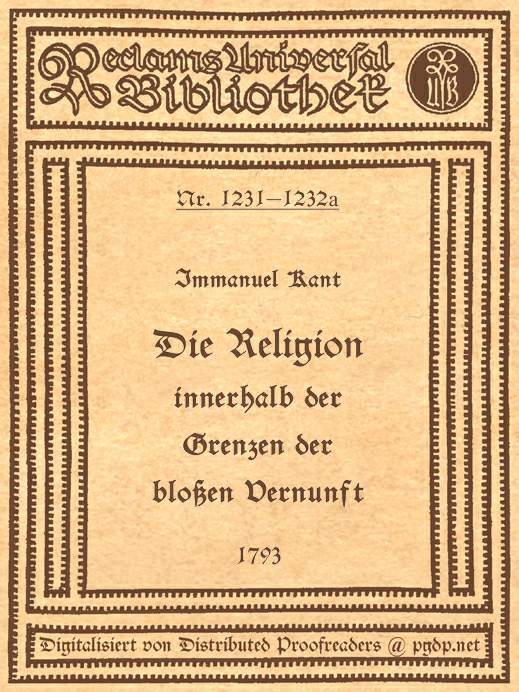 Reclams Universal
Bibliothek
RUB
Nr. 1231–1232a
Immanuel Kant
Die Religion
innerhalb der
Grenzen der
bloßen Vernunft
1793
Digitalisiert von Distributed Proofreaders @ pgdp.net